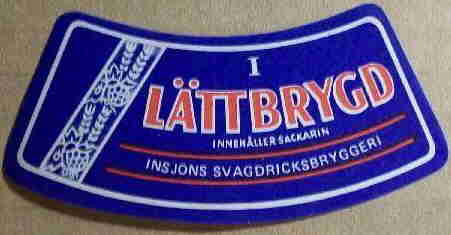 I
LÄTTBRYGD
INNEHÅLLER SACKARIN
INSJÖNS SVAGDRICKSBRYGGERI